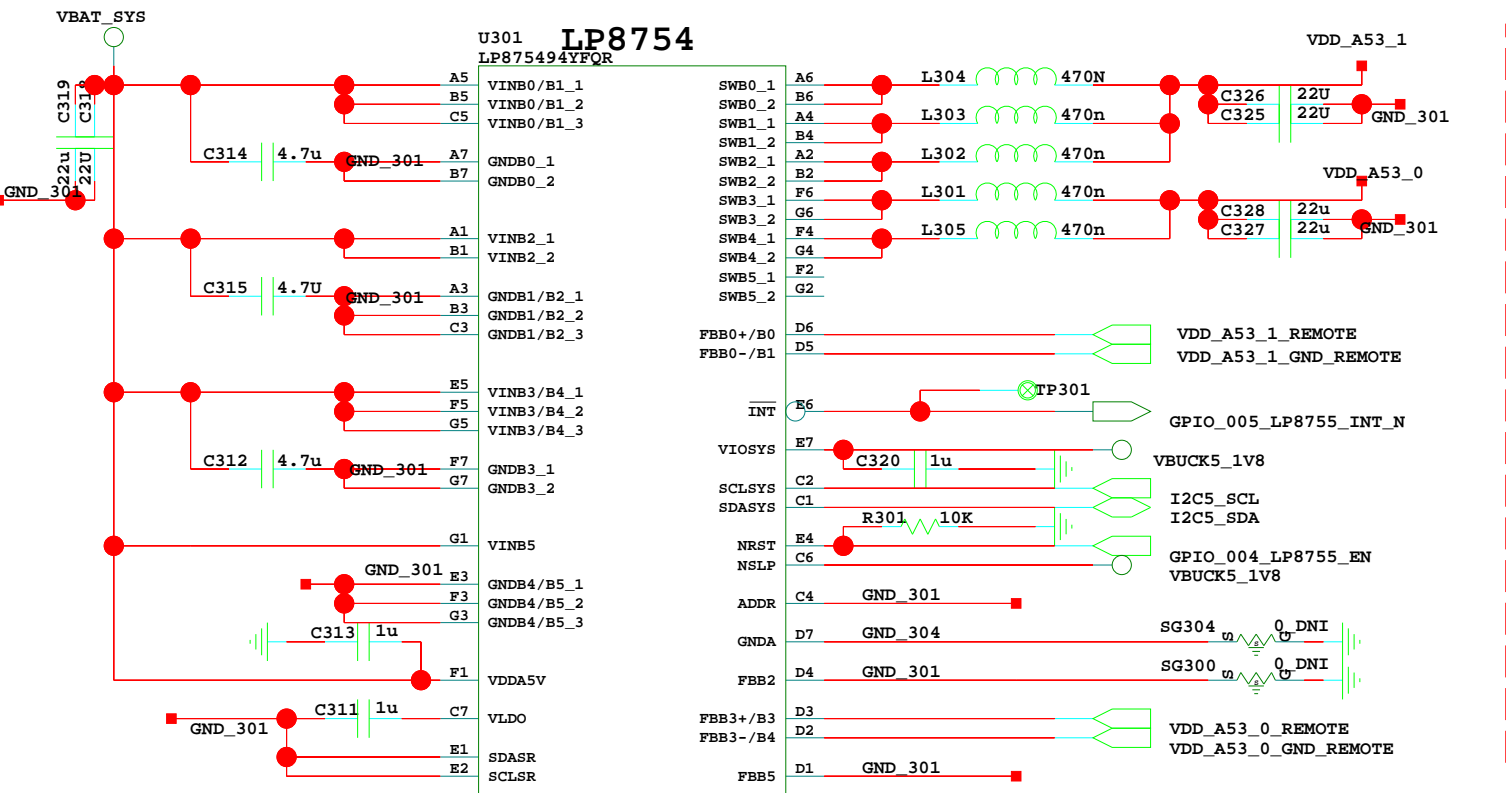 VBAT_SYS
U301 LP8754
LP875494YFQR
VDD_A53_1
C319
22u
22U
GND_301
A5 VINB0/B1_1
B5 VINB0/B1_2
C5 VINB0/B1_3
C314 4.7u GND_301
A7 GNDB0_1
B7 GNDB0_2
A1 VINB2_1
B1 VINB2_2
C315 4.7U GND_301
A3 GNDB1/B2_1
B3 GNDB1/B2_2
C3 GNDB1/B2_3
E5 VINB3/B4_1
F5 VINB3/B4_2
G5 VINB3/B4_3
C312 4.7u GND_301
F7 GNDB3_1
G7 GNDB3_2
G1 VINB5
GND_301
E3 GNDB4/B5_1
F3 GNDB4/B5_2
G3 GNDB4/B5_3
C313 1u
F1 VDDA5V
C311 1u
C7 VLDO
GND_301
E1 SDASR
E2 SCLSR
SWB0_1 A6 L304 470N
SWB0_2 B6
SWB1_1 A4 L303 470n
SWB1_2 B4
SWB2_1 A2 L302 470n
SWB2_2 B2
SWB3_1 F6 L301 470n
SWB3_2 G6
SWB4_1 F4 L305 470n
SWB4_2 G4
SWB5_1 F2
SWB5_2 G2
C326 22U
C325 22U
GND_301
VDD_A53_0
C328 22u
C327 22u
GND_301
FBB0+/B0 D6 VDD_A53_1_REMOTE
FBB0-/B1 D5 VDD_A53_1_GND_REMOTE
TP301
INT E6 GPIO_005_LP8755_INT_N
VIOSYS E7 VBUCK5_1V8
C320 1u
SCLSYS C2 I2C5_SCL
SDASYS C1 I2C5_SDA
R301 10K
NRST E4 GPIO_004_LP8755_EN
NSLP C6 VBUCK5_1V8
ADDR C4 GND_301
GNDA D7 GND_304 SG304 S s G 0_DNI
FBB2 D4 GND_301 SG300 S s G 0_DNI
FBB3+/B3 D3 VDD_A53_0_REMOTE
FBB3-/B4 D2 VDD_A53_0_GND_REMOTE
FBB5 D1 GND_301